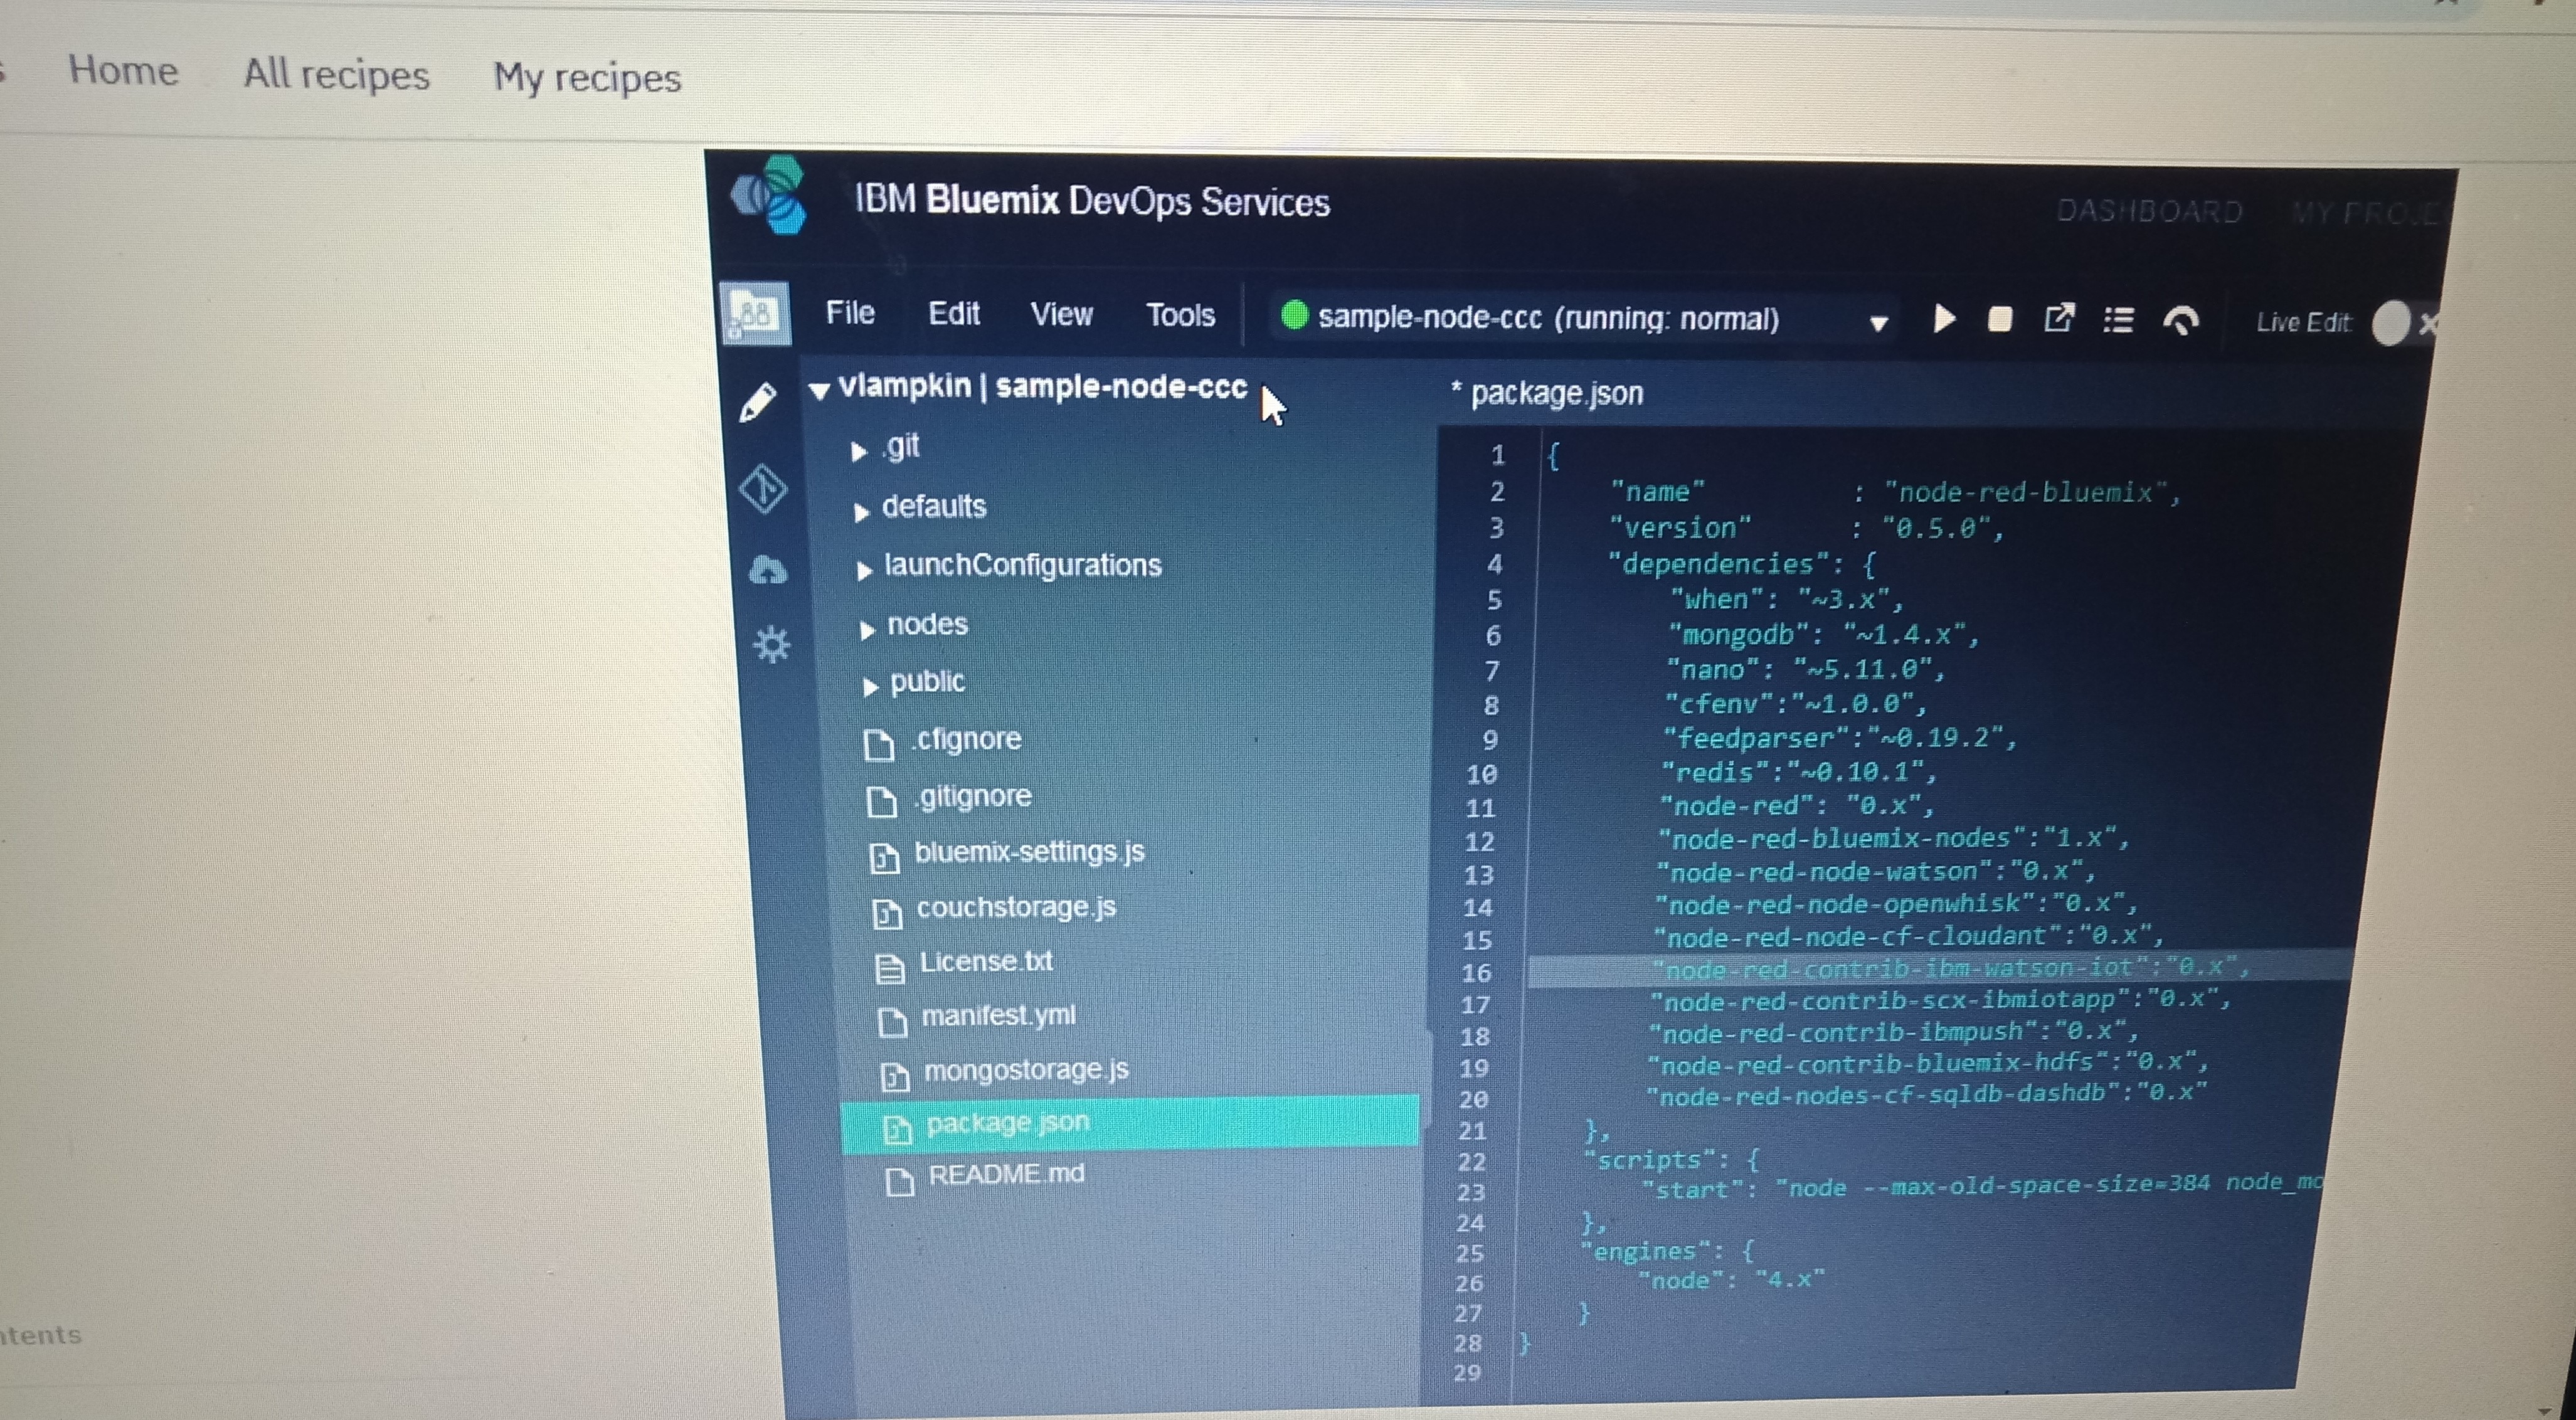 Home All recipes My recipes
IBM Bluemix DevOps Services
DASHBOARD MY
File Edit View Tools sample-node-ccc (running: normal) Live Edit
vlampkin | sample-node-ccc
.git
defaults
launchConfigurations
nodes
public
.cfignore
.gitignore
bluemix-settings.js
couchstorage.js
License.txt
manifest.yml
mongostorage.js
package.json
README.md
* package.json
1 {
2 "name" : "node-red-bluemix",
3 "version" : "0.5.0",
4 "dependencies": {
5 "when": "~3.x",
6 "mongodb": "~1.4.x",
7 "nano": "~5.11.0",
8 "cfenv":"~1.0.0",
9 "feedparser":"~0.19.2",
10 "redis":"~0.10.1",
11 "node-red": "0.x",
12 "node-red-bluemix-nodes":"1.x",
13 "node-red-node-watson":"0.x",
14 "node-red-node-openwhisk":"0.x",
15 "node-red-node-cf-cloudant":"0.x",
16 "node-red-contrib-ibm-watson-iot":"0.x",
17 "node-red-contrib-scx-ibmiotapp":"0.x",
18 "node-red-contrib-ibmpush":"0.x",
19 "node-red-contrib-bluemix-hdfs":"0.x",
20 "node-red-nodes-cf-sqldb-dashdb":"0.x"
21 },
22 "scripts": {
23 "start": "node --max-old-space-size=384 node_mo
24 },
25 "engines": {
26 "node": "4.x"
27 }
28 }
29
ntents